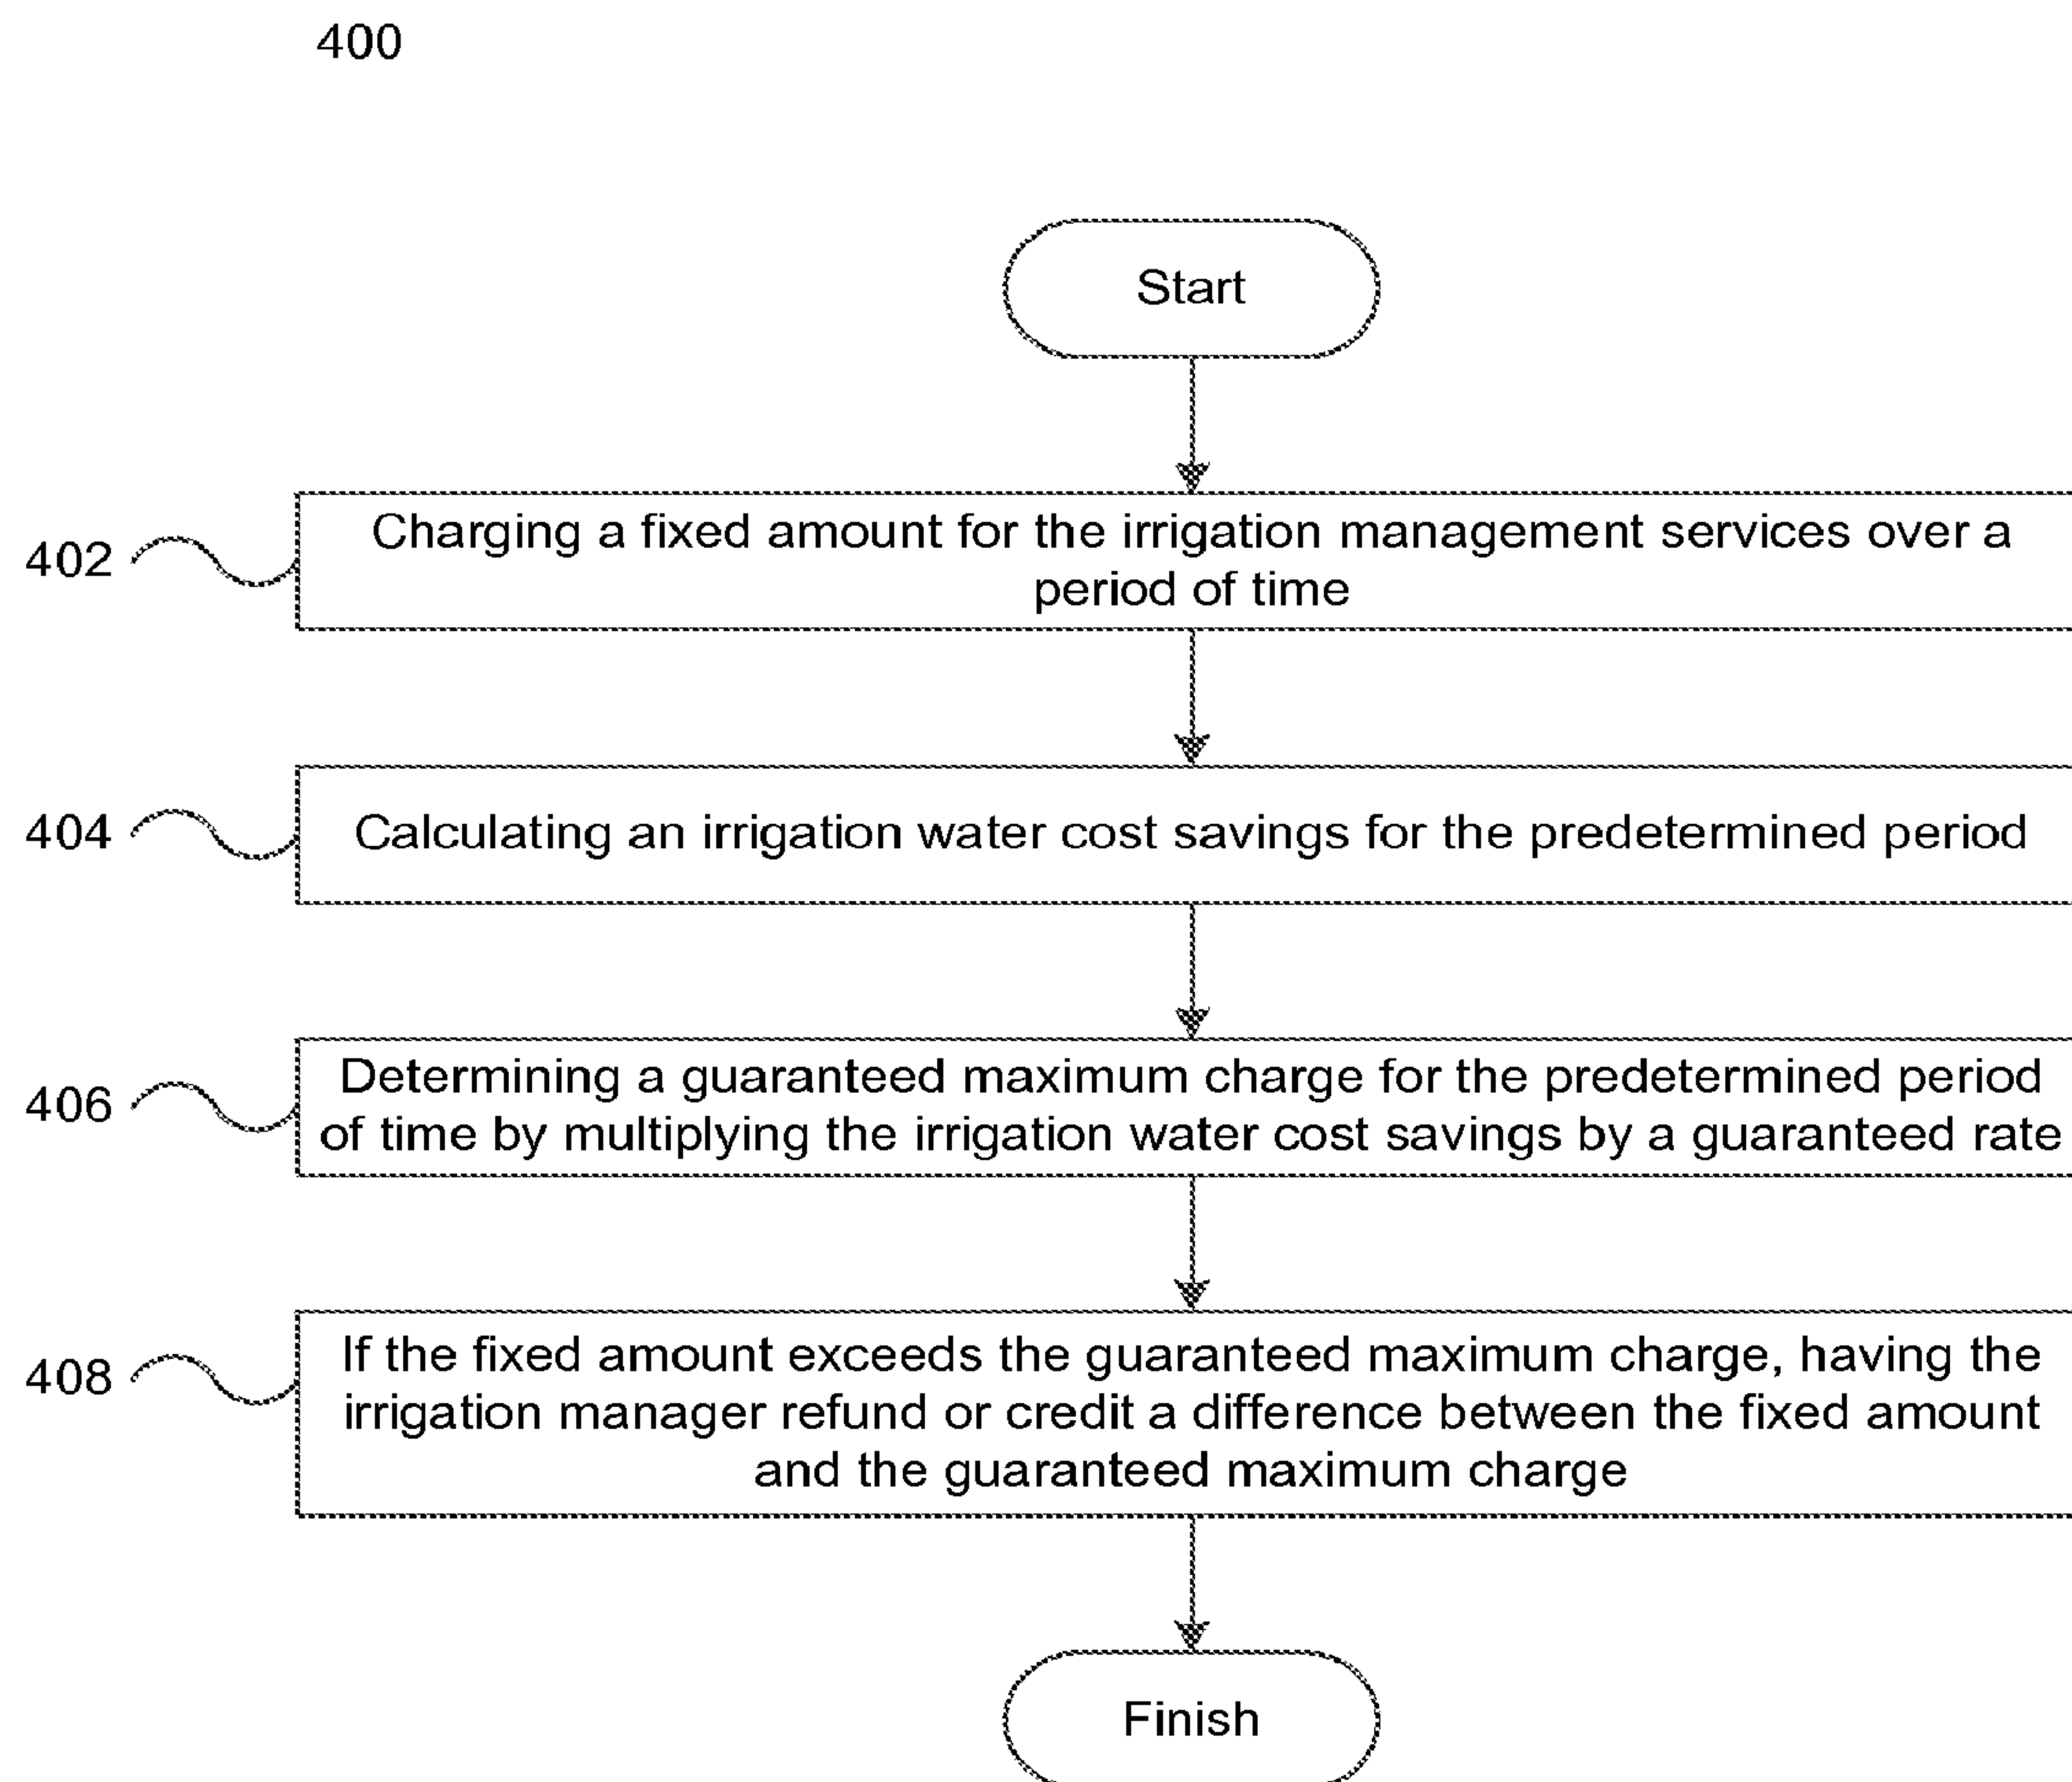 400
Start
402
Charging a fixed amount for the irrigation management services over a
period of time
404
Calculating an irrigation water cost savings for the predetermined period
406
Determining a guaranteed maximum charge for the predetermined period
of time by multiplying the irrigation water cost savings by a guaranteed rate
408
If the fixed amount exceeds the guaranteed maximum charge, having the
irrigation manager refund or credit a difference between the fixed amount
and the guaranteed maximum charge
Finish